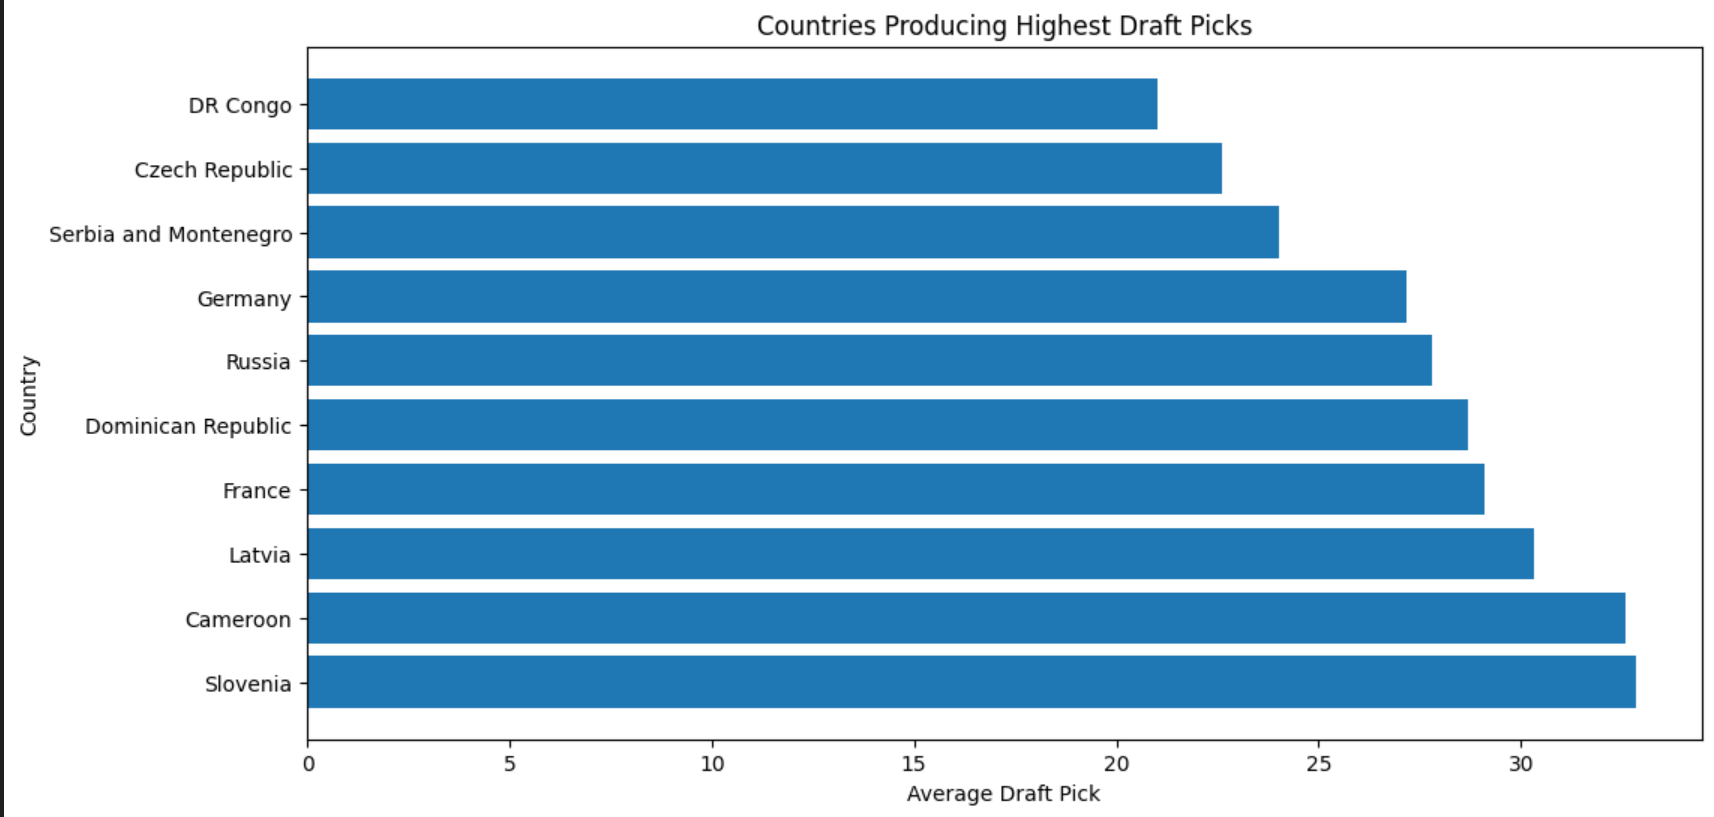 Countries Producing Highest Draft Picks
DR Congo
Czech Republic
Serbia and Montenegro
Germany
Russia
Dominican Republic
France
Latvia
Cameroon
Slovenia
Country
0 5 10 15 20 25 30
Average Draft Pick